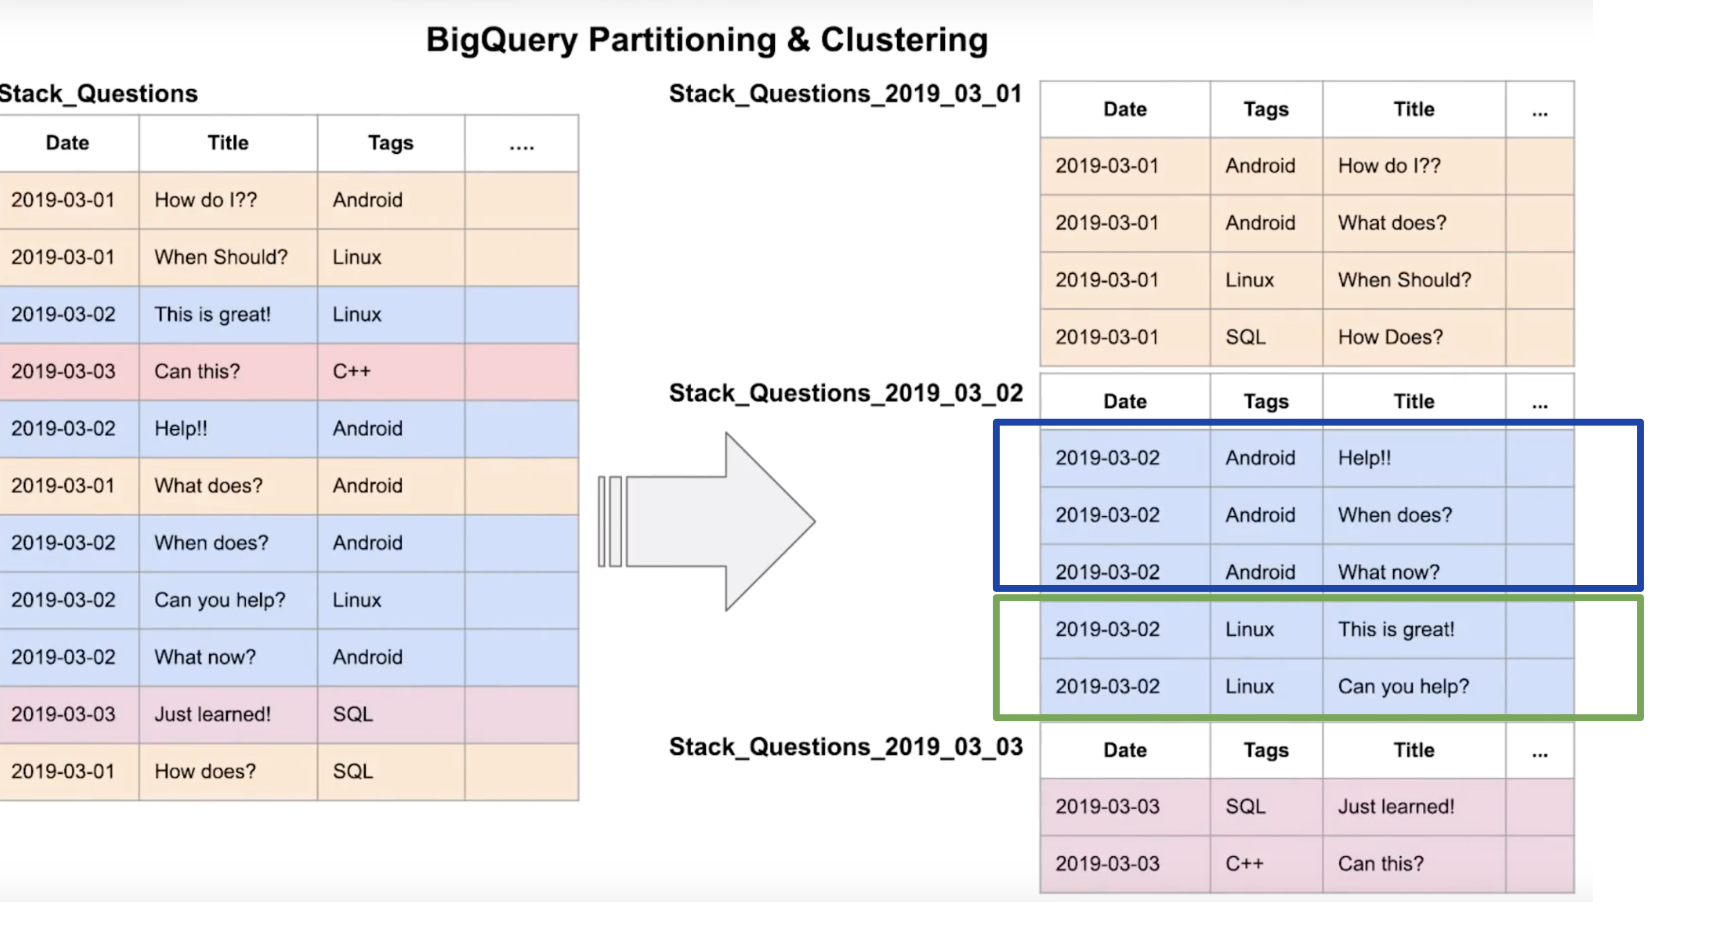 BigQuery Partitioning & Clustering
Stack_Questions
Date Title Tags ....
2019-03-01 How do I?? Android
2019-03-01 When Should? Linux
2019-03-02 This is great! Linux
2019-03-03 Can this? C++
2019-03-02 Help!! Android
2019-03-01 What does? Android
2019-03-02 When does? Android
2019-03-02 Can you help? Linux
2019-03-02 What now? Android
2019-03-03 Just learned! SQL
2019-03-01 How does? SQL
Stack_Questions_2019_03_01
Date Tags Title ...
2019-03-01 Android How do I??
2019-03-01 Android What does?
2019-03-01 Linux When Should?
2019-03-01 SQL How Does?
Stack_Questions_2019_03_02
Date Tags Title ...
2019-03-02 Android Help!!
2019-03-02 Android When does?
2019-03-02 Android What now?
2019-03-02 Linux This is great!
2019-03-02 Linux Can you help?
Stack_Questions_2019_03_03
Date Tags Title ...
2019-03-03 SQL Just learned!
2019-03-03 C++ Can this?